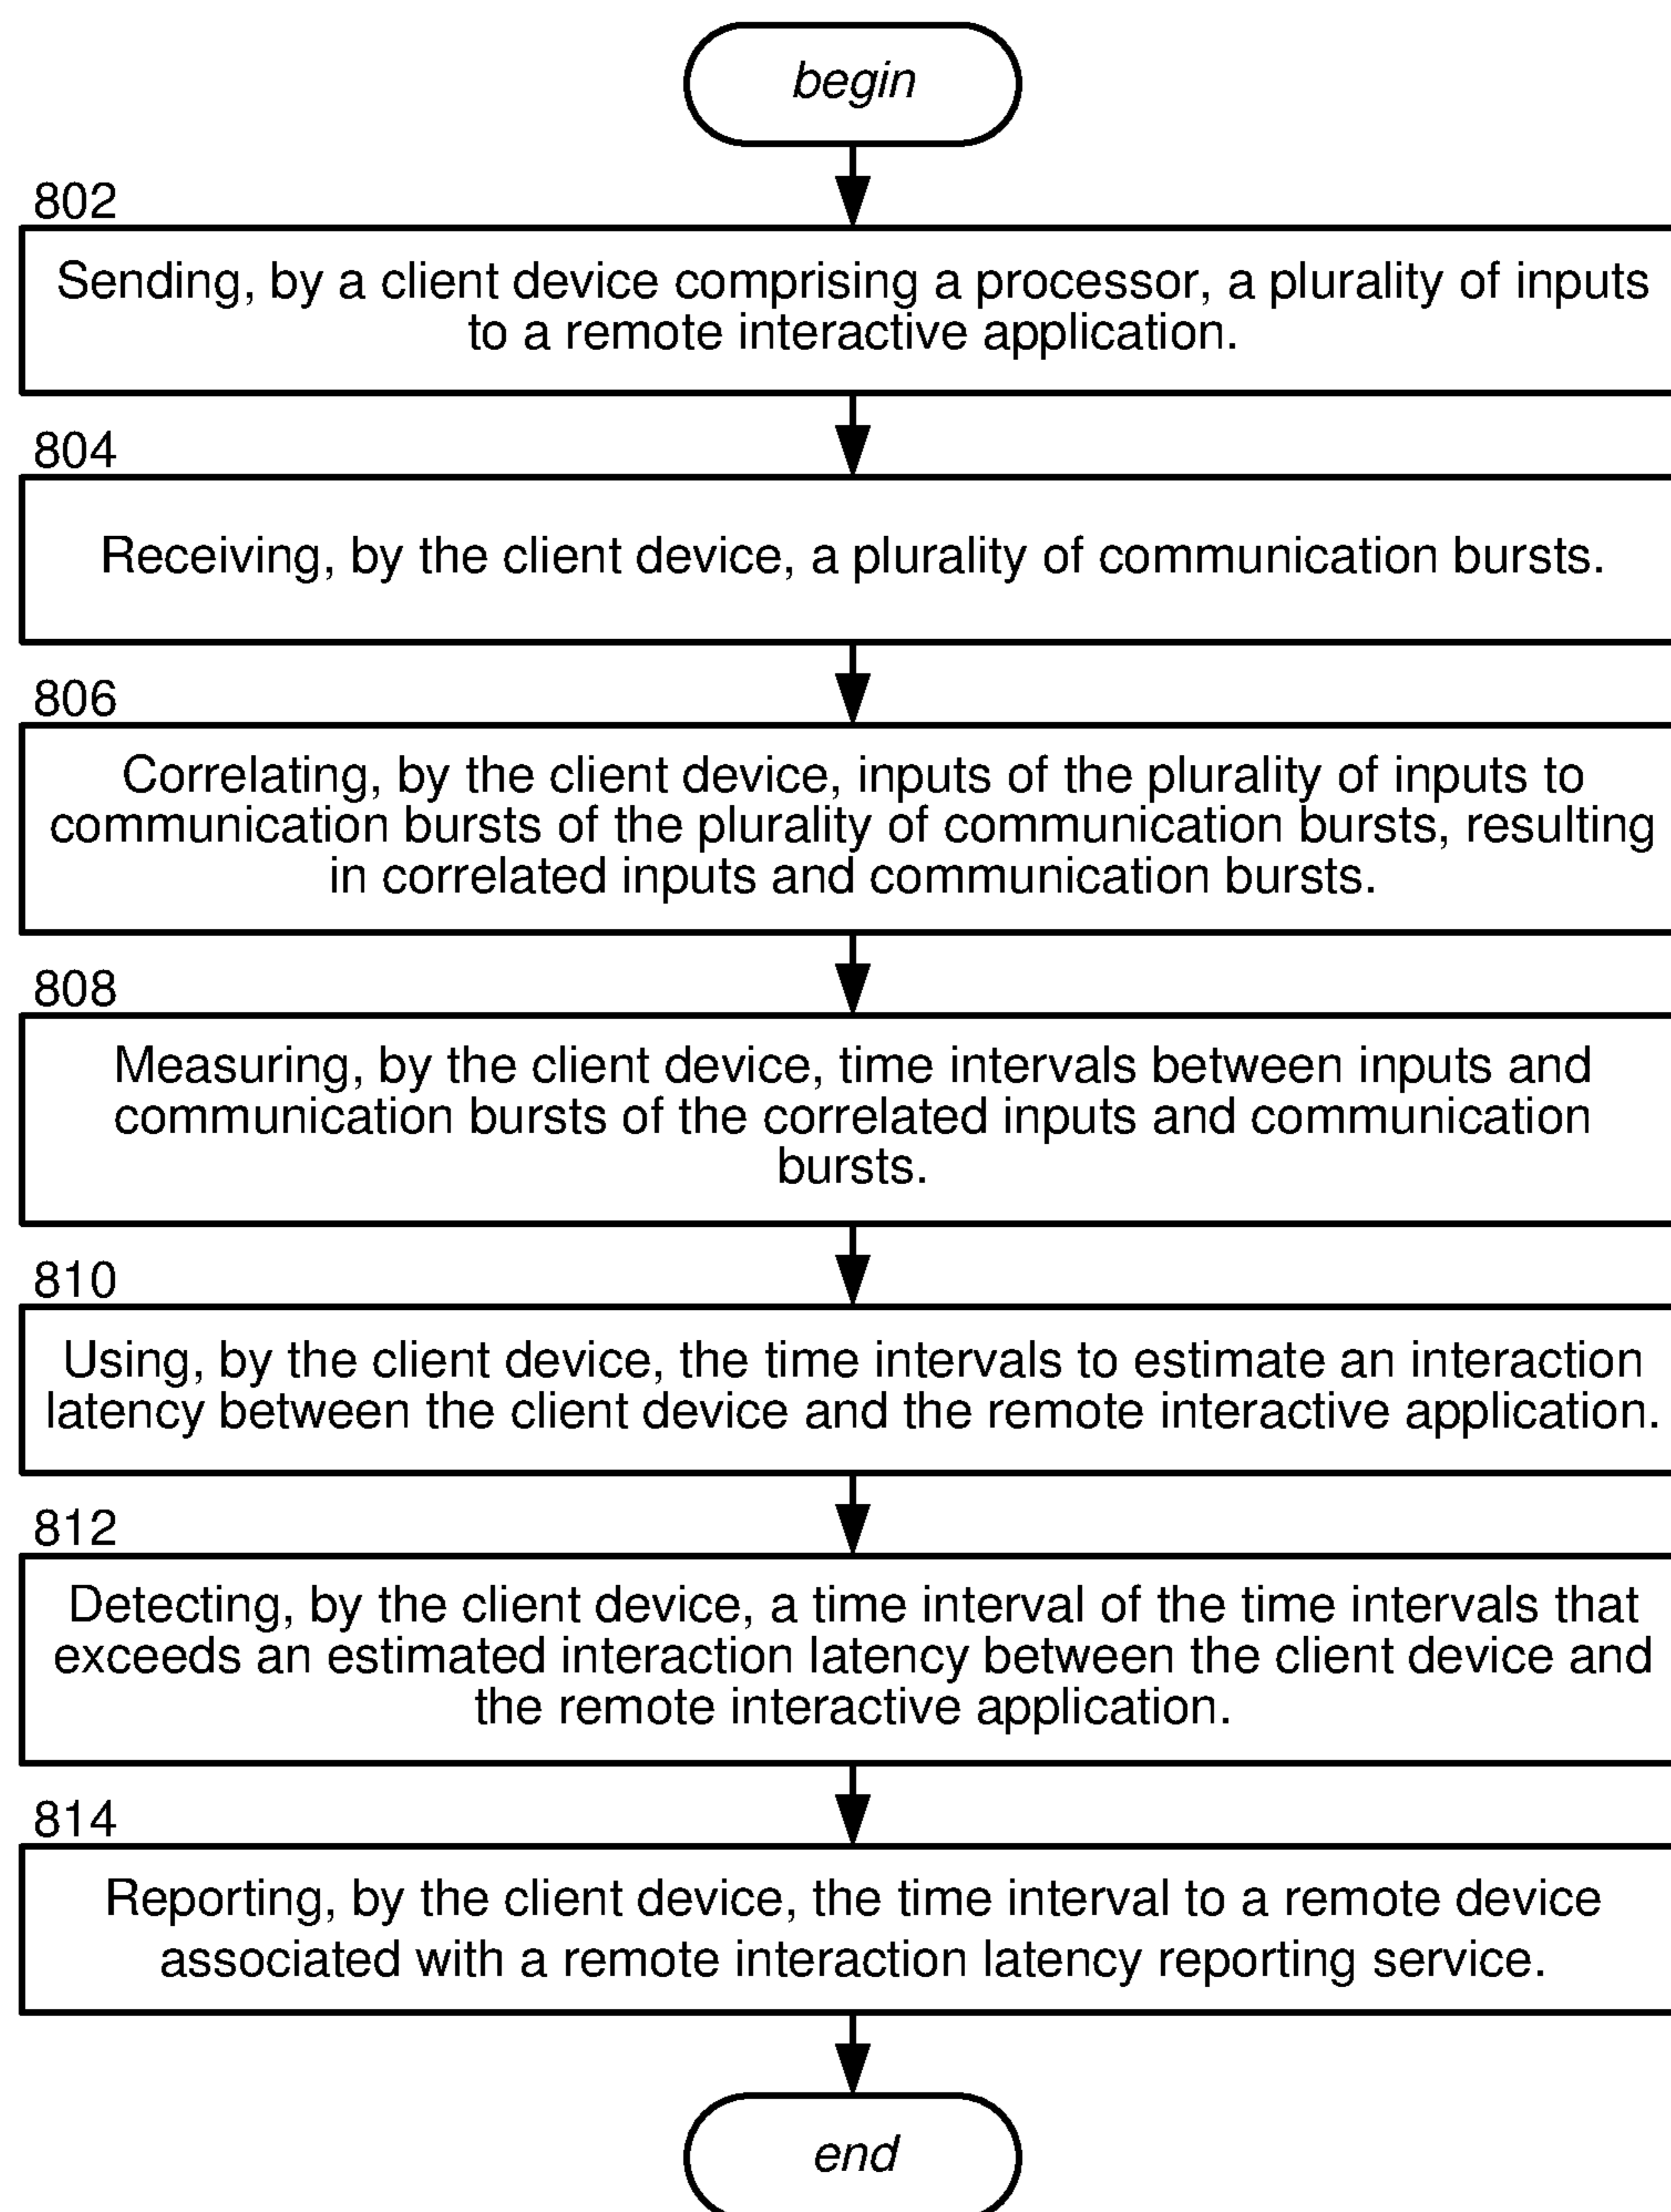 begin
802
Sending, by a client device comprising a processor, a plurality of inputs
to a remote interactive application.
804
Receiving, by the client device, a plurality of communication bursts.
806
Correlating, by the client device, inputs of the plurality of inputs to
communication bursts of the plurality of communication bursts, resulting
in correlated inputs and communication bursts.
808
Measuring, by the client device, time intervals between inputs and
communication bursts of the correlated inputs and communication
bursts.
810
Using, by the client device, the time intervals to estimate an interaction
latency between the client device and the remote interactive application.
812
Detecting, by the client device, a time interval of the time intervals that
exceeds an estimated interaction latency between the client device and
the remote interactive application.
814
Reporting, by the client device, the time interval to a remote device
associated with a remote interaction latency reporting service.
end